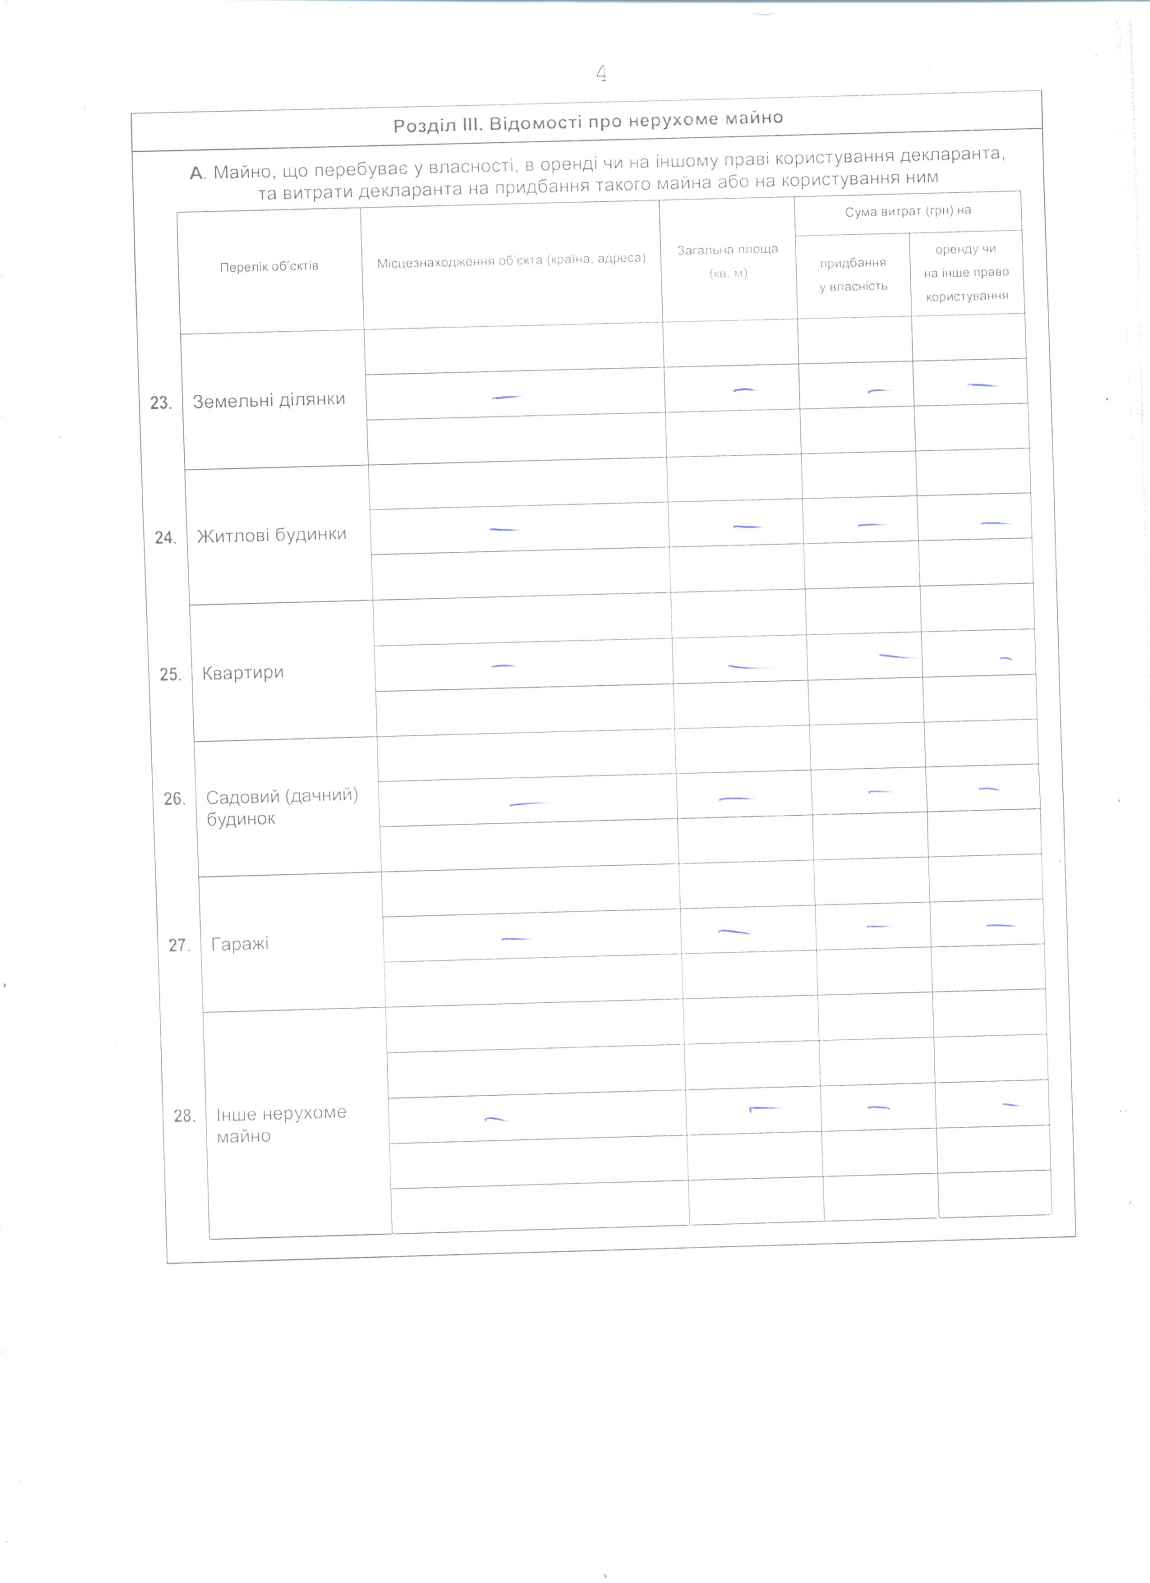 4
Розділ III. Відомості про нерухоме майно
А. Майно, що перебуває у власності, в оренді чи на іншому праві користування декларанта,
та витрати декларанта на придбання такого майна або на користування ним
Перелік об'єктів
Місцезнаходження об'єкта (країна, адреса)
Загальна площа
(кв. м)
Сума витрат (грн) на
придбання
у власність
оренду чи
на інше право
користування
23. Земельні ділянки — — — —
24. Житлові будинки — — — —
25. Квартири — — — —
26. Садовий (дачний)
будинок — — — —
27. Гаражі — — — —
28. Інше нерухоме
майно — — — —